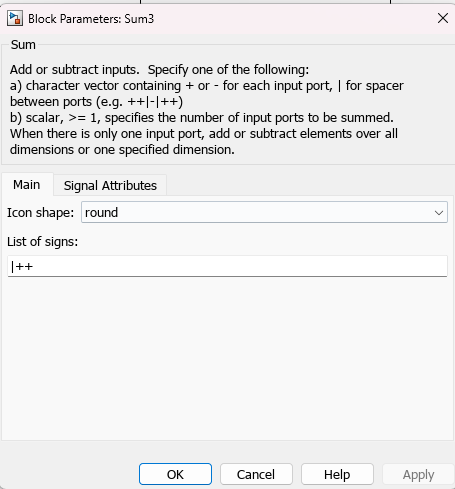 Block Parameters: Sum3
Sum
Add or subtract inputs.  Specify one of the following:
a) character vector containing + or - for each input port, | for spacer
between ports (e.g. ++|-|++)
b) scalar, >= 1, specifies the number of input ports to be summed.
When there is only one input port, add or subtract elements over all
dimensions or one specified dimension.
Main Signal Attributes
Icon shape: round
List of signs:
|++
OK Cancel Help Apply